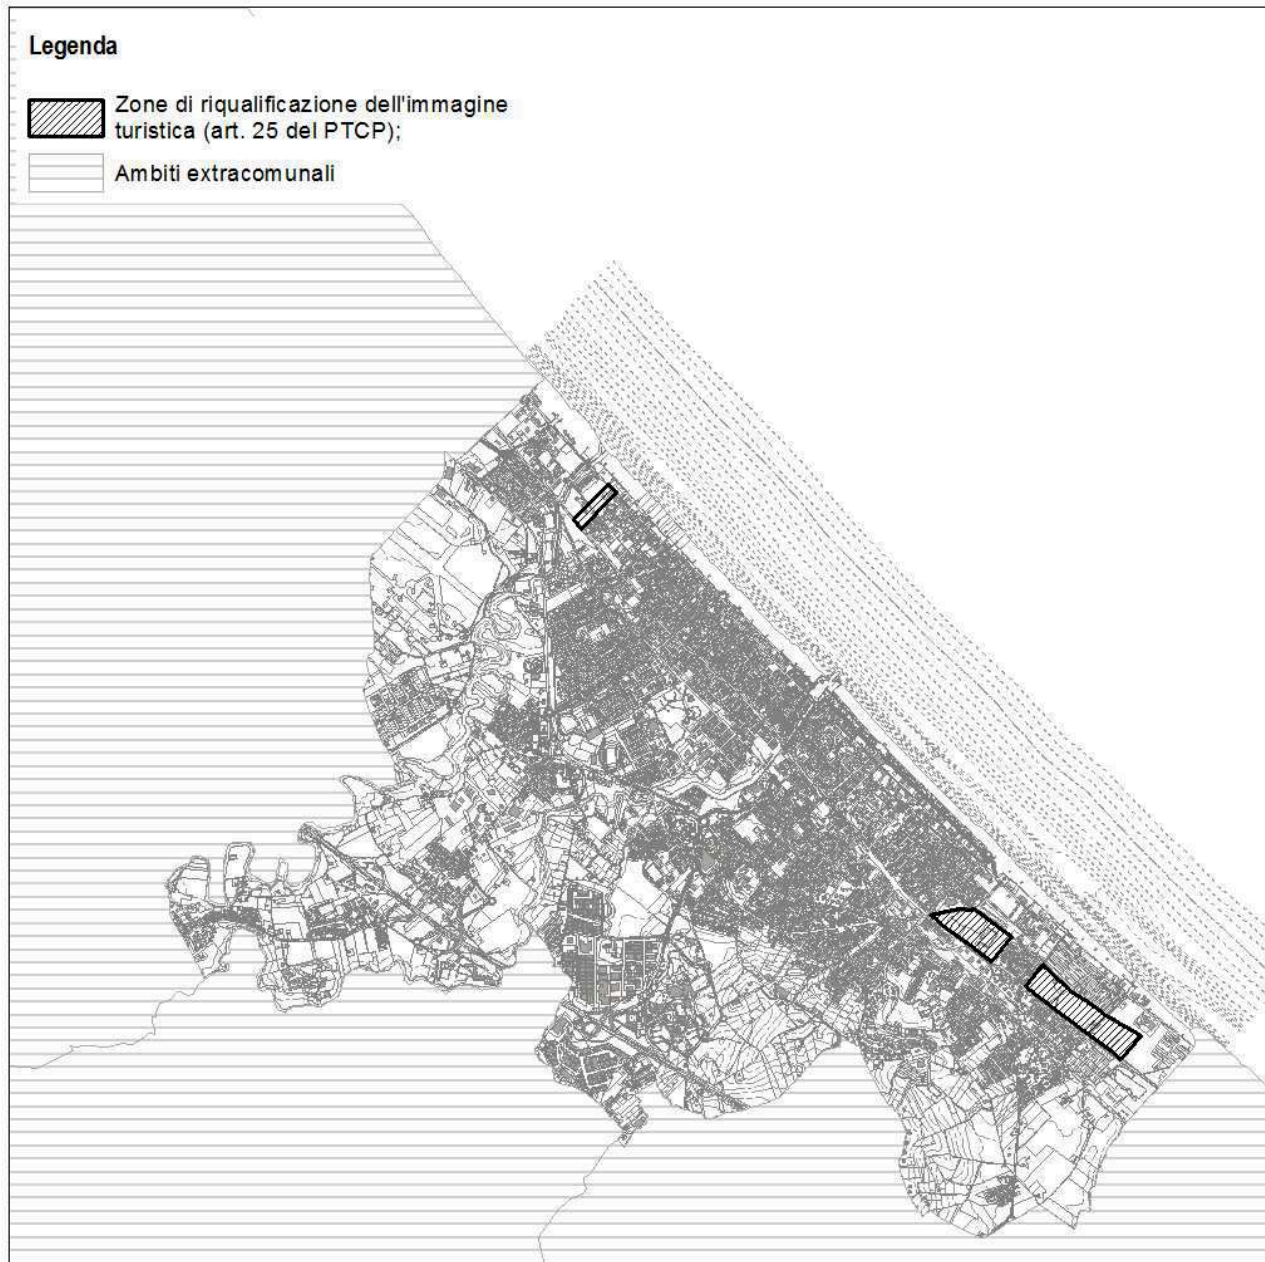 Legenda
Zone di riqualificazione dell'immagine
turistica (art. 25 del PTCP);
Ambiti extracomunali